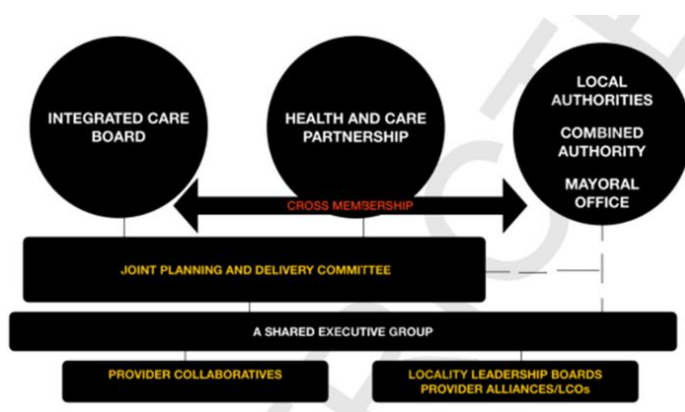 INTEGRATED CARE
BOARD
HEALTH AND CARE
PARTNERSHIP
LOCAL
AUTHORITIES
COMBINED
AUTHORITY
MAYORAL
OFFICE
CROSS MEMBERSHIP
JOINT PLANNING AND DELIVERY COMMITTEE
A SHARED EXECUTIVE GROUP
PROVIDER COLLABORATIVES
LOCALITY LEADERSHIP BOARDS
PROVIDER ALLIANCES/LCOs